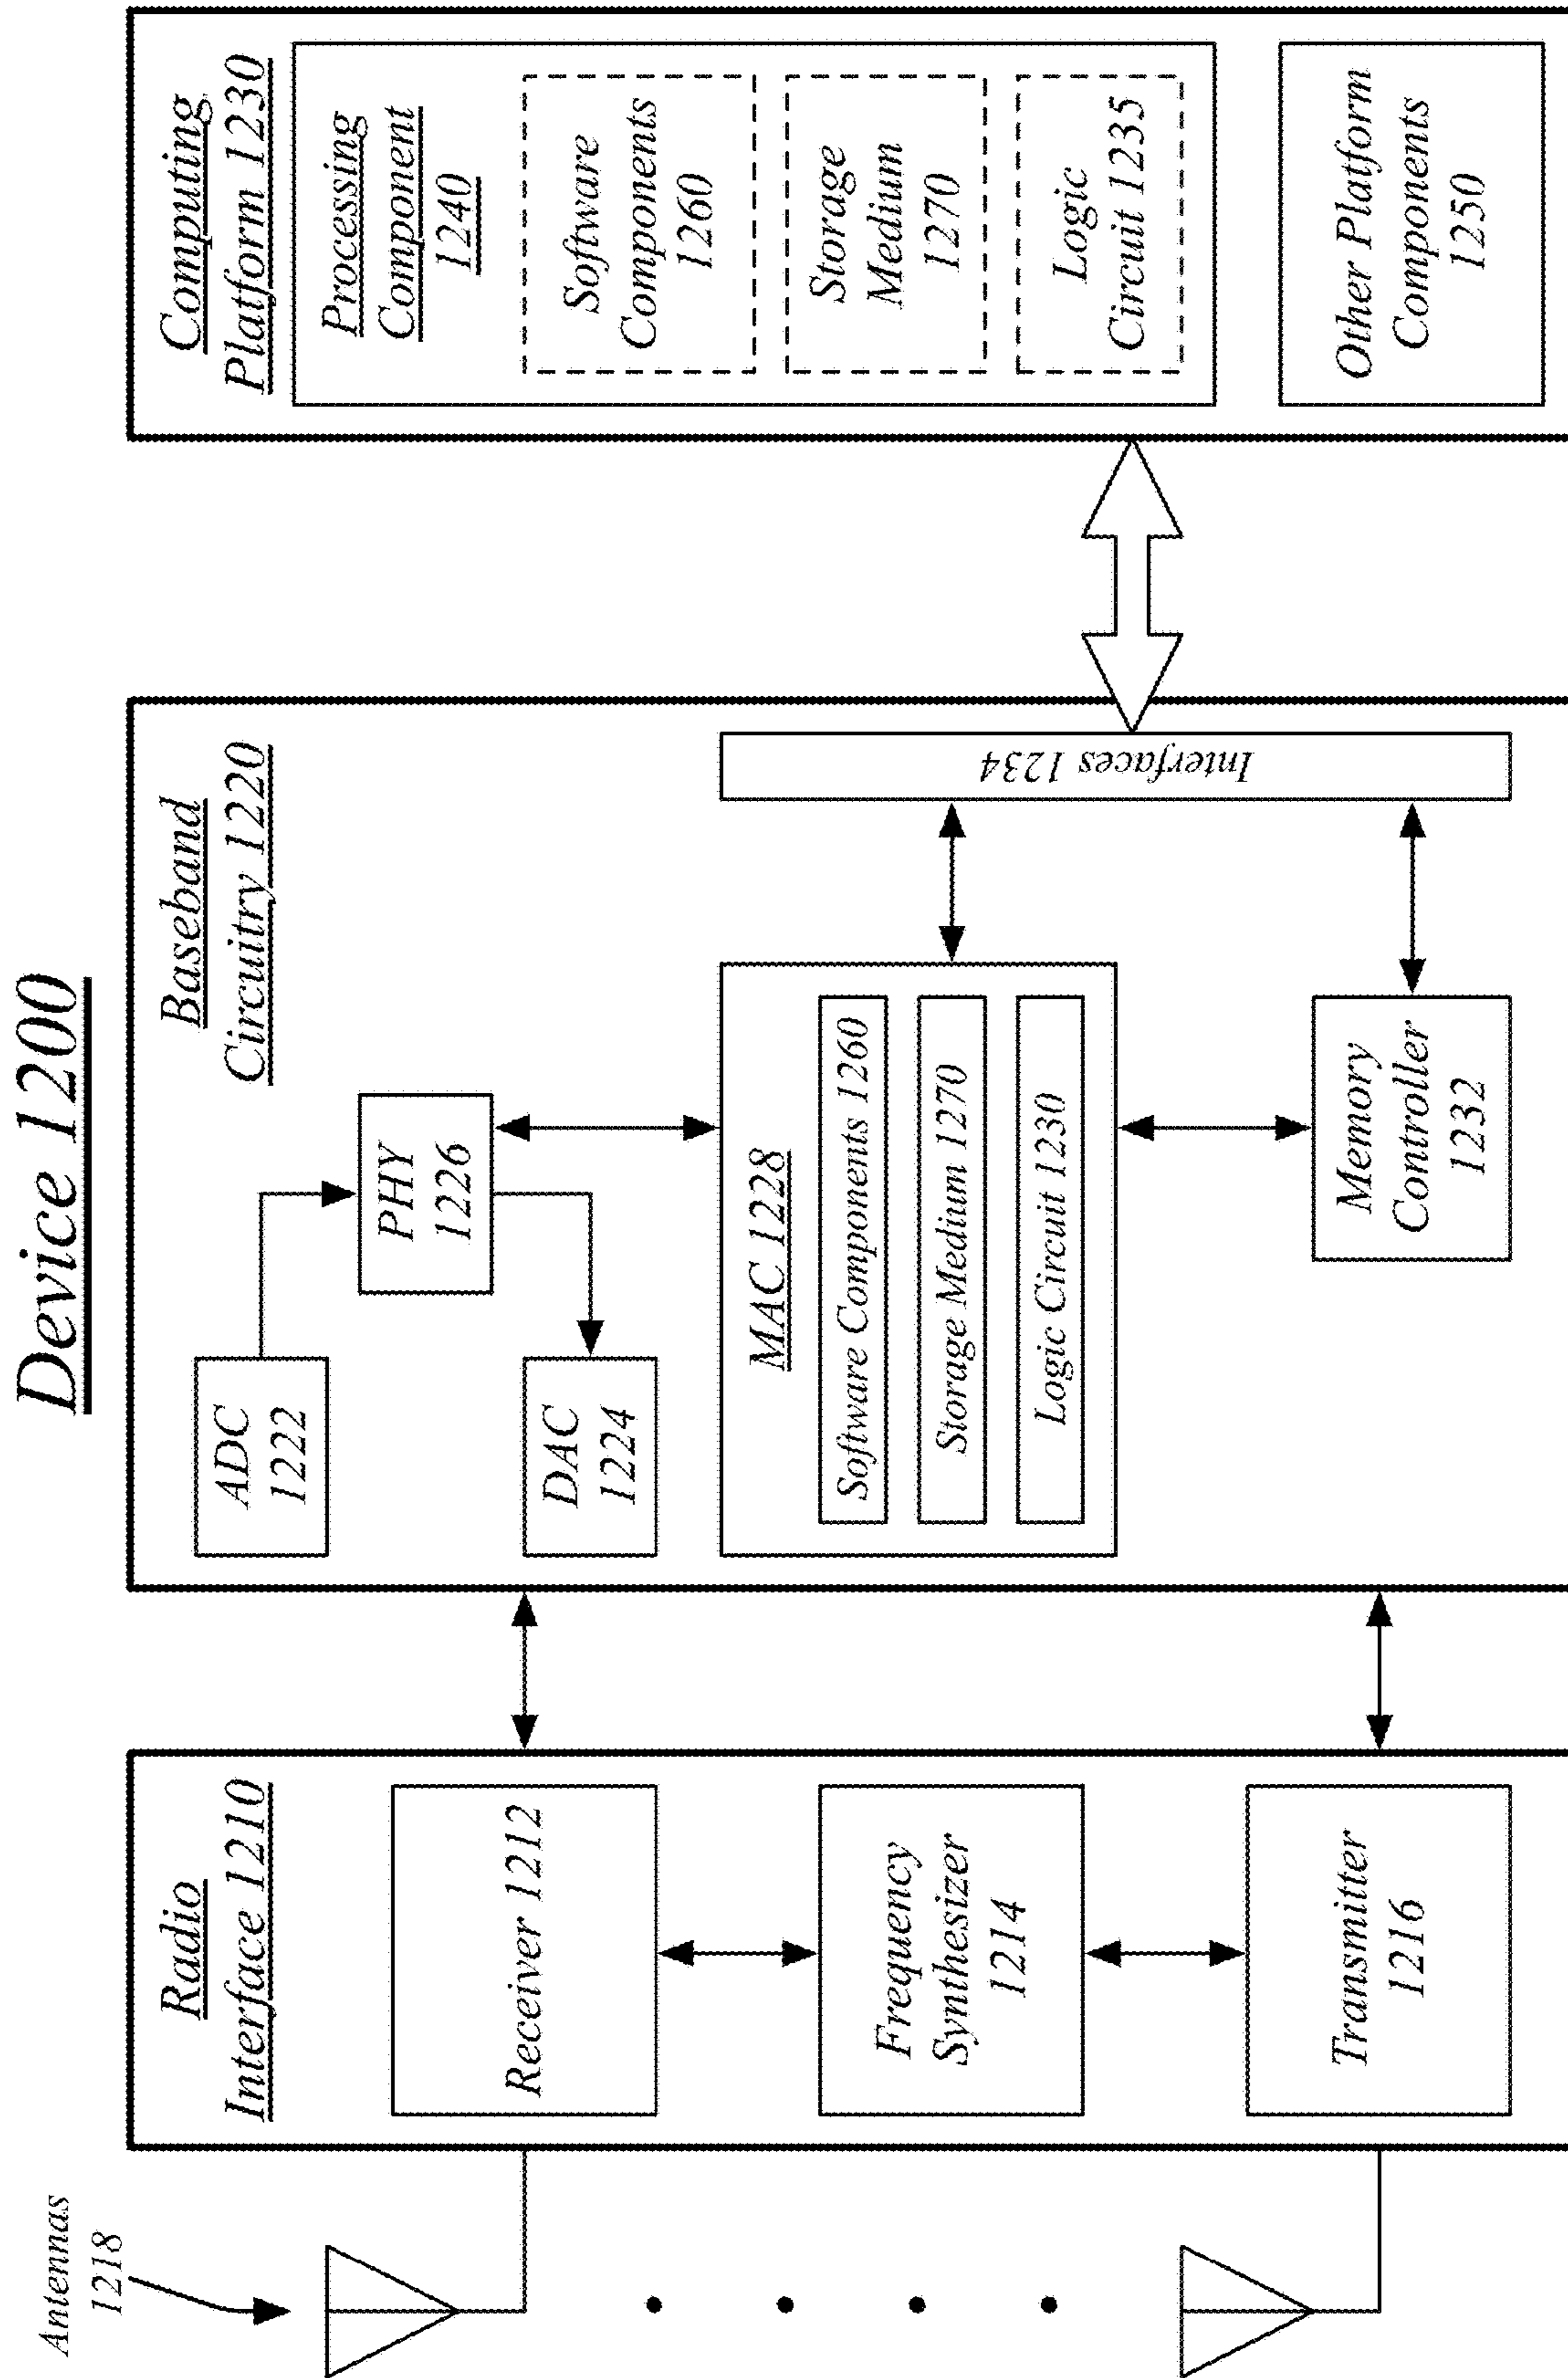 Device 1200
Antennas
1218
Radio
Interface 1210
Receiver 1212
Frequency
Synthesizer
1214
Transmitter
1216
Baseband
Circuitry 1220
ADC
1222
PHY
1226
DAC
1224
MAC 1228
Software Components 1260
Storage Medium 1270
Logic Circuit 1230
Memory
Controller
1232
Interfaces 1234
Computing
Platform 1230
Processing
Component
1240
Software
Components
1260
Storage
Medium
1270
Logic
Circuit 1235
Other Platform
Components
1250